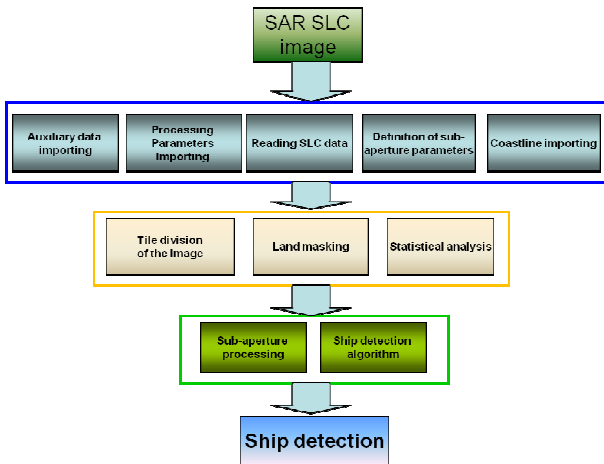 SAR SLC
image
Auxiliary data
importing
Processing
Parameters
Importing
Reading SLC data
Definition of sub-
aperture parameters
Coastline importing
Tile division
of the Image
Land masking
Statistical analysis
Sub-aperture
processing
Ship detection
algorithm
Ship detection